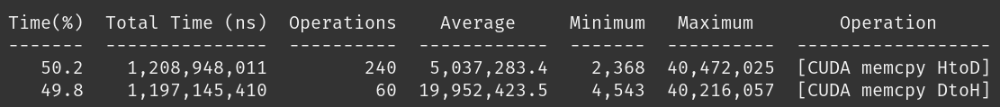 Time(%) Total Time (ns) Operations Average Minimum Maximum Operation
------- --------------- ---------- ------------ ------- ---------- ------------------
50.2 1,208,948,011 240 5,037,283.4 2,368 40,472,025 [CUDA memcpy HtoD]
49.8 1,197,145,410 60 19,952,423.5 4,543 40,216,057 [CUDA memcpy DtoH]